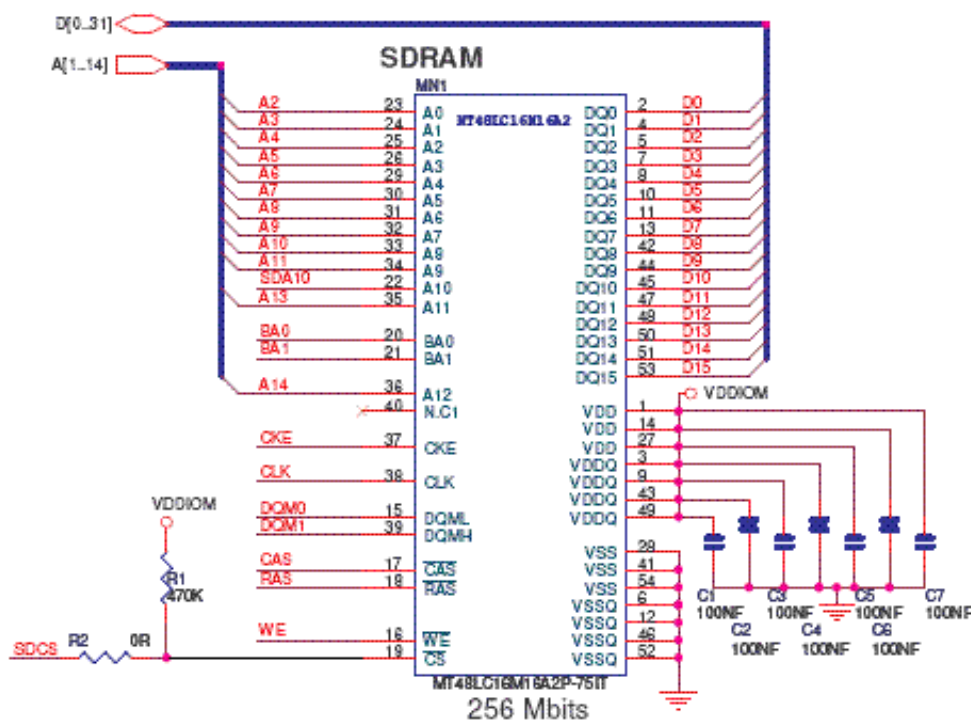 D[0..31]
A[1..14]
SDRAM
MN1
MT48LC16M16A2
A2 23 A0 DQ0 2 D0
A3 24 A1 DQ1 4 D1
A4 25 A2 DQ2 5 D2
A5 26 A3 DQ3 7 D3
A6 29 A4 DQ4 8 D4
A7 30 A5 DQ5 10 D5
A8 31 A6 DQ6 11 D6
A9 32 A7 DQ7 13 D7
A10 33 A8 DQ8 42 D8
A11 34 A9 DQ9 44 D9
SDA10 22 A10 DQ10 45 D10
A13 35 A11 DQ11 47 D11
DQ12 48 D12
BA0 20 BA0 DQ13 50 D13
BA1 21 BA1 DQ14 51 D14
DQ15 53 D15
A14 36 A12
VDDIOM
40 N.C1 VDD 1
VDD 14
CKE 37 CKE VDD 27
VDDQ 3
CLK 38 CLK VDDQ 9
VDDQ 43
VDDIOM
DQM0 15 DQML VDDQ 49
DQM1 39 DQMH
VSS 28
CAS 17 CAS VSS 41
RAS 18 RAS VSS 54
VSSQ 6
VSSQ 12
WE 16 WE VSSQ 46
19 CS VSSQ 52
R1
470K
SDCS R2 0R
C1 C3 C5 C7
100NF 100NF 100NF 100NF
C2 C4 C6
100NF 100NF 100NF
MT48LC16M16A2P-75IT
256 Mbits